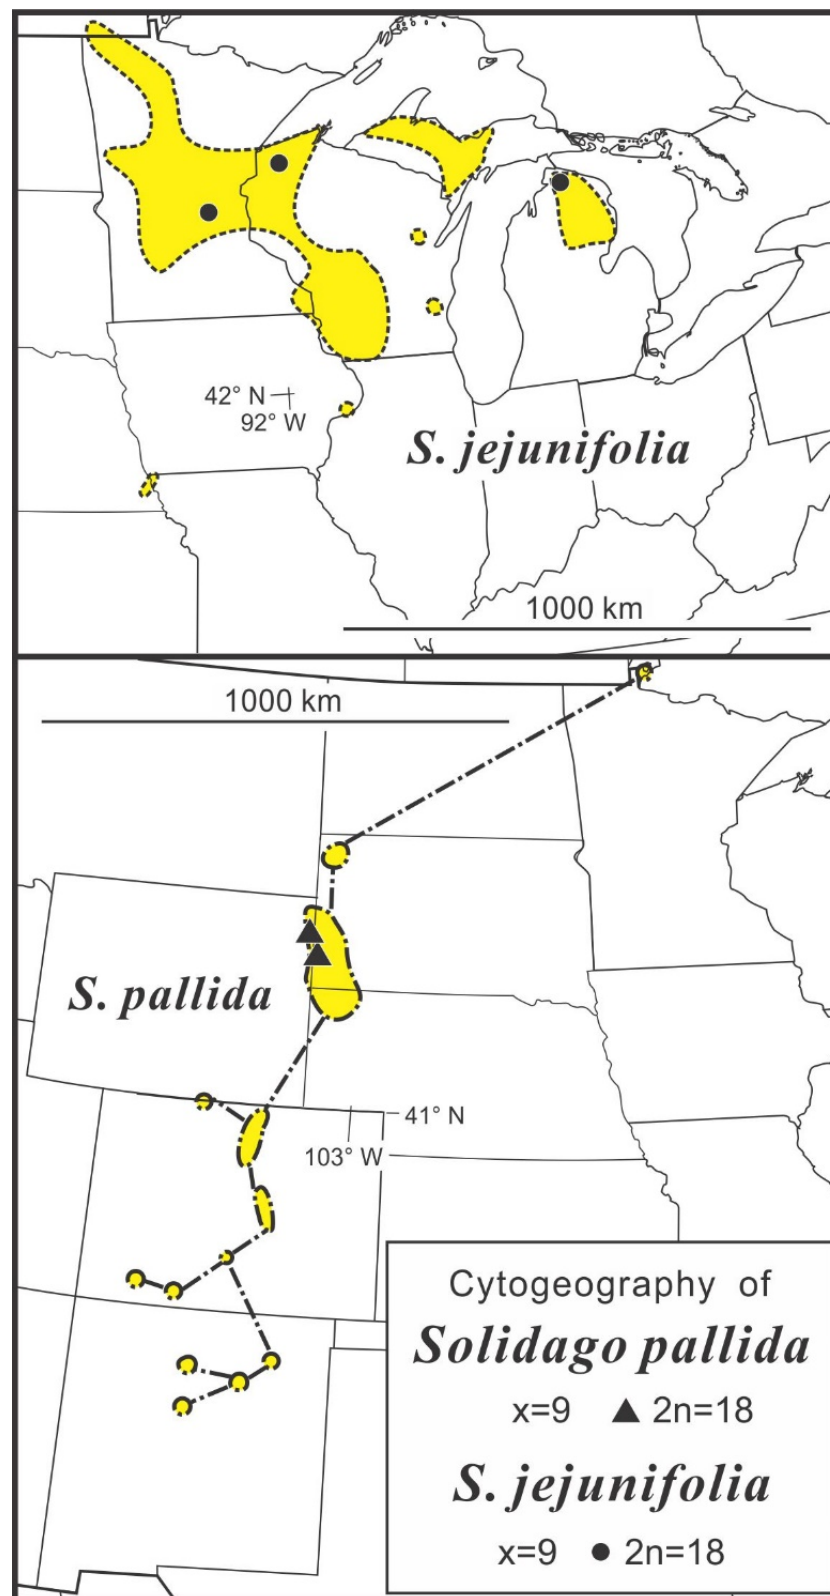 42° N
92° W
S. jejunifolia
1000 km
1000 km
S. pallida
41° N
103° W
Cytogeography of
Solidago pallida
x=9 ▲ 2n=18
S. jejunifolia
x=9 ● 2n=18